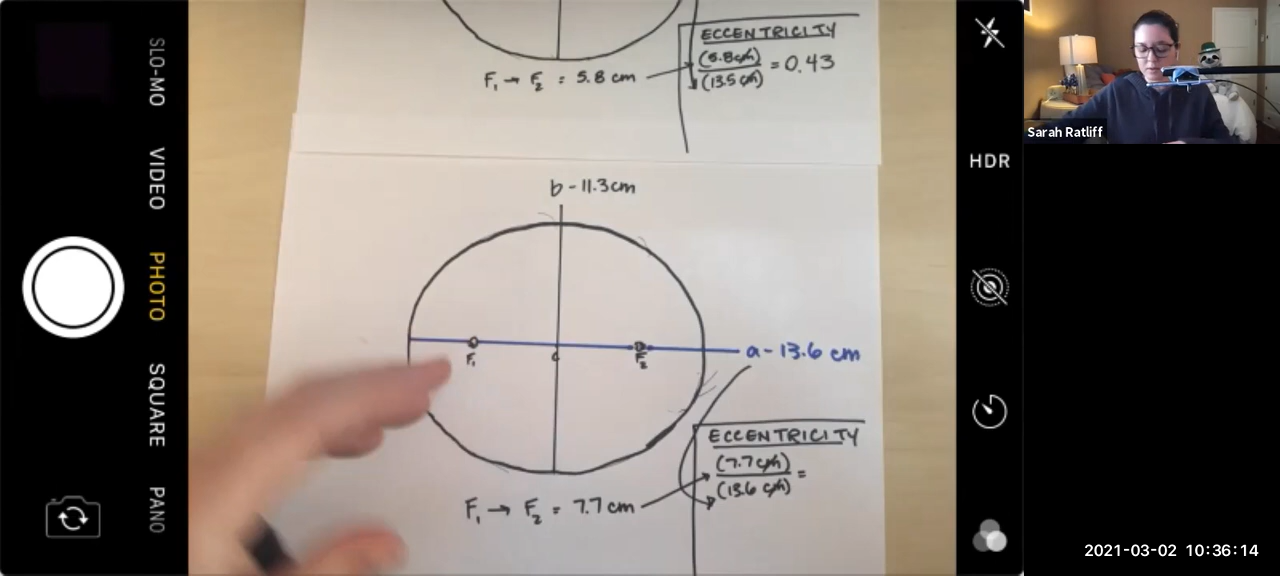 ECCENTRICITY
(5.8cm)
(13.5cm)
= 0.43
F₁ → F₂ = 5.8 cm
b - 11.3cm
F₁
c
F₂
a - 13.6 cm
ECCENTRICITY
(7.7cm)
(13.6 cm)
=
F₁ → F₂ = 7.7 cm
SLO-MO
VIDEO
PHOTO
SQUARE
PANO
HDR
Sarah Ratliff
2021-03-02 10:36:14